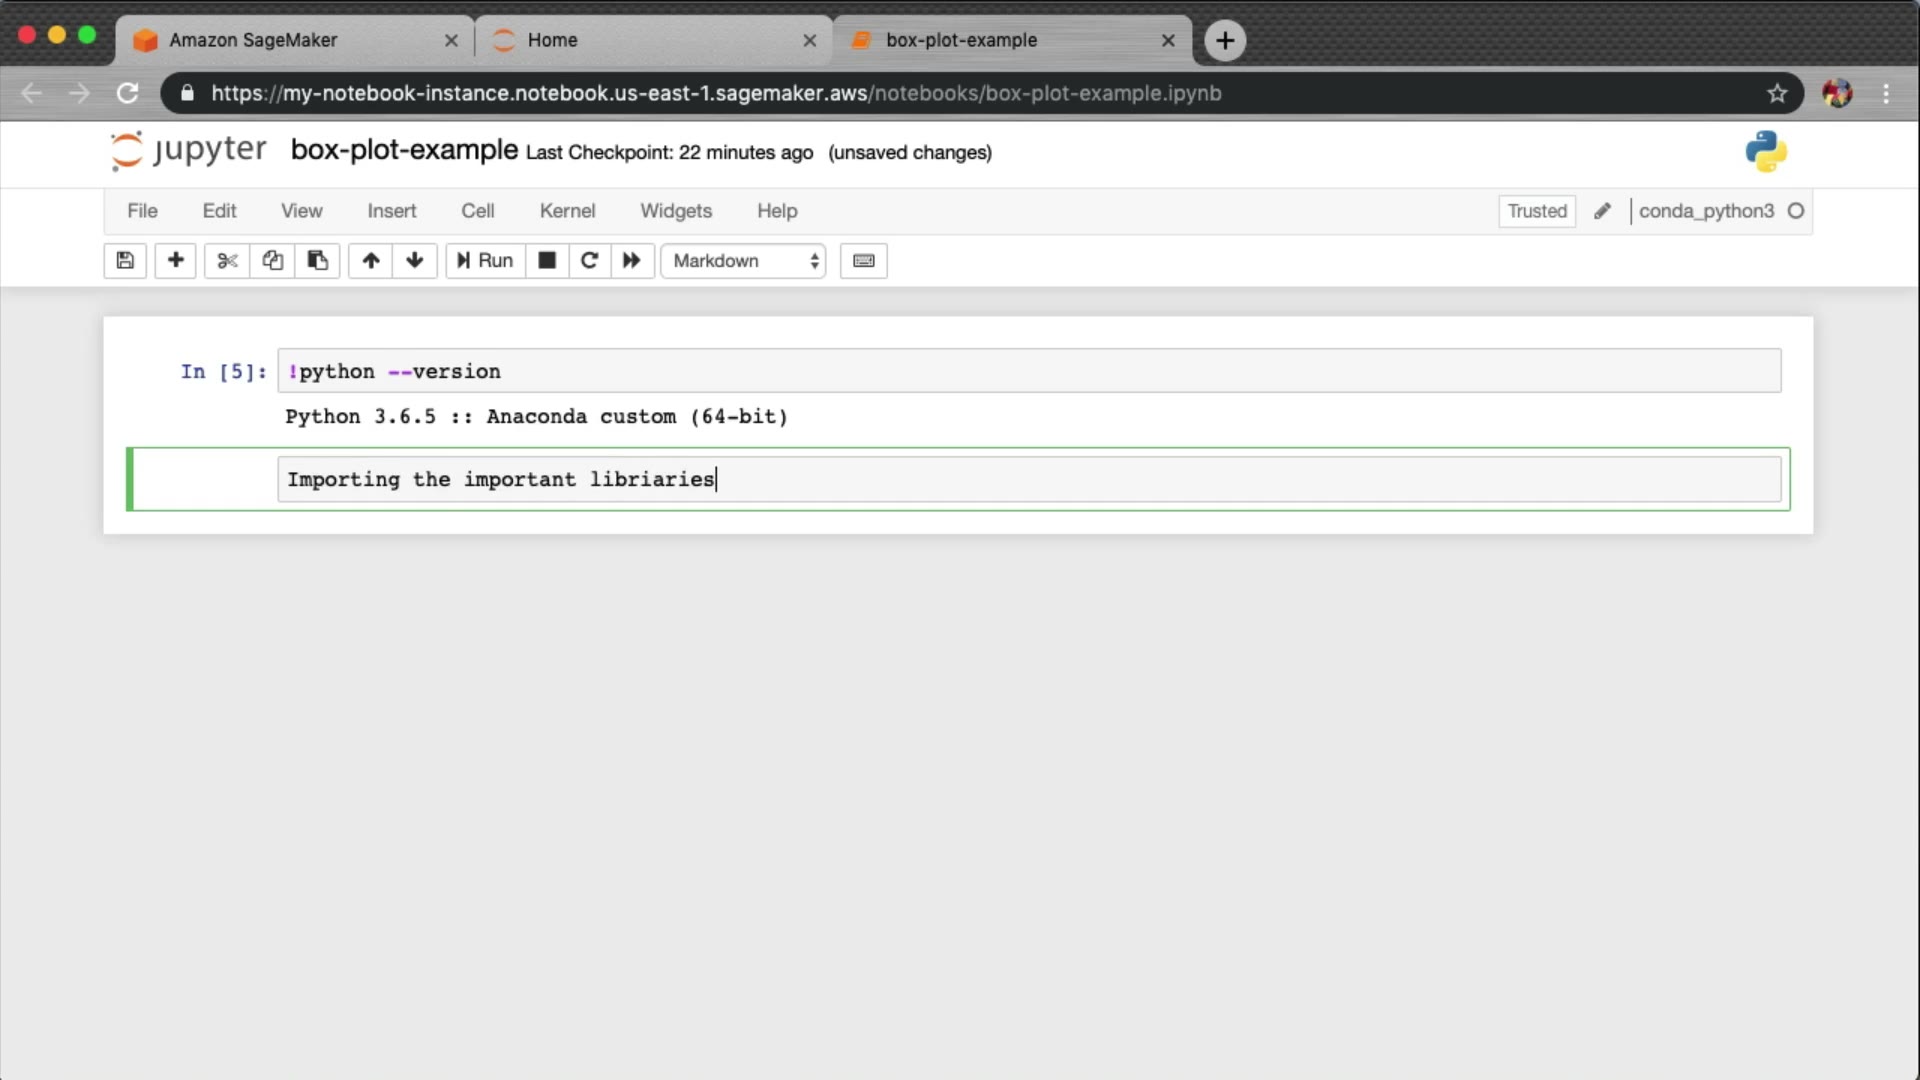 Amazon SageMaker
Home
box-plot-example
https://my-notebook-instance.notebook.us-east-1.sagemaker.aws/notebooks/box-plot-example.ipynb
jupyter box-plot-example Last Checkpoint: 22 minutes ago (unsaved changes)
File Edit View Insert Cell Kernel Widgets Help Trusted conda_python3
Run Markdown
In [5]: !python --version
Python 3.6.5 :: Anaconda custom (64-bit)
Importing the important libriaries